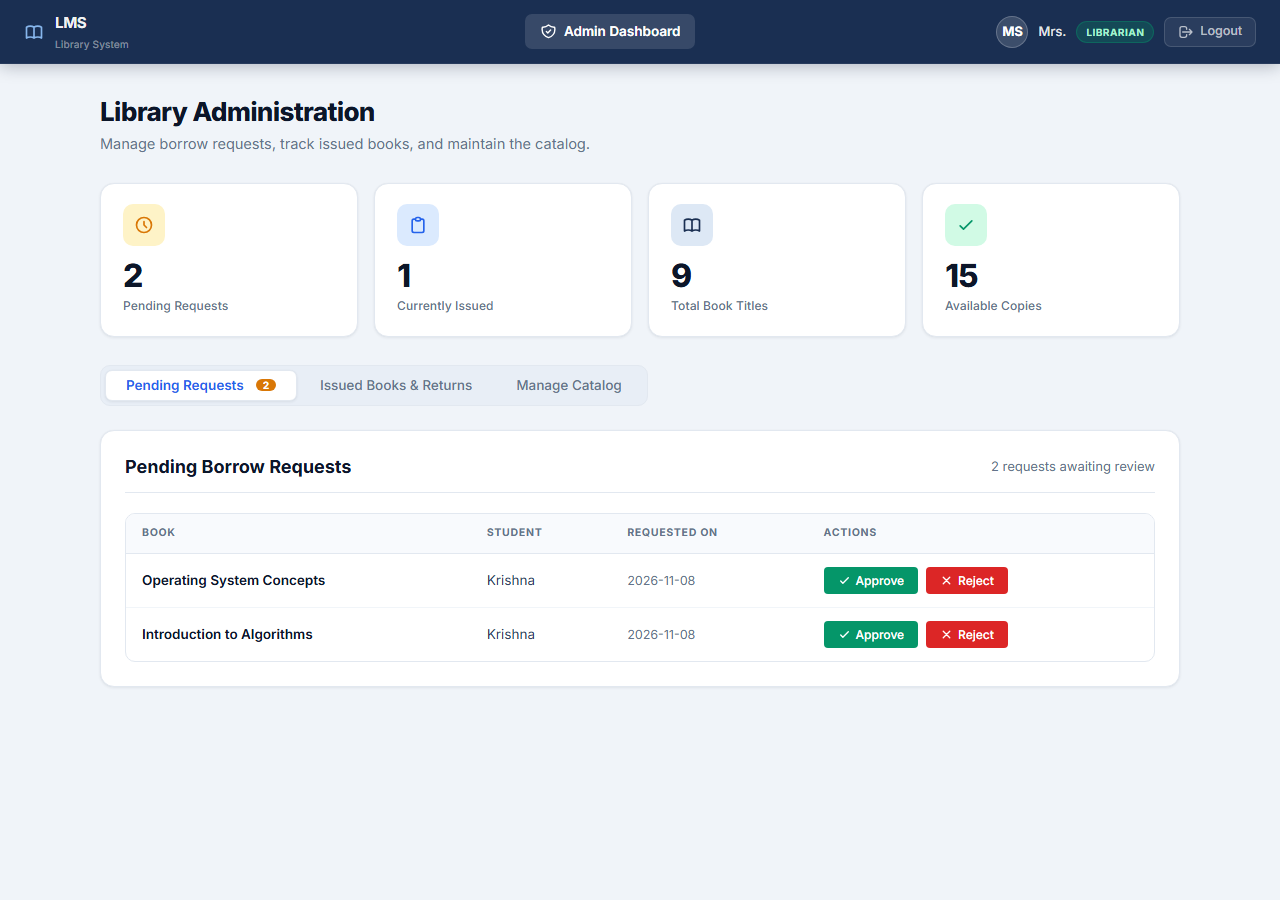 LMS
Library System
Admin Dashboard
MS Mrs. LIBRARIAN Logout
Library Administration
Manage borrow requests, track issued books, and maintain the catalog.
2
Pending Requests
1
Currently Issued
9
Total Book Titles
15
Available Copies
Pending Requests 2 Issued Books & Returns Manage Catalog
Pending Borrow Requests 2 requests awaiting review
BOOK STUDENT REQUESTED ON ACTIONS
Operating System Concepts Krishna 2026-11-08 Approve Reject
Introduction to Algorithms Krishna 2026-11-08 Approve Reject